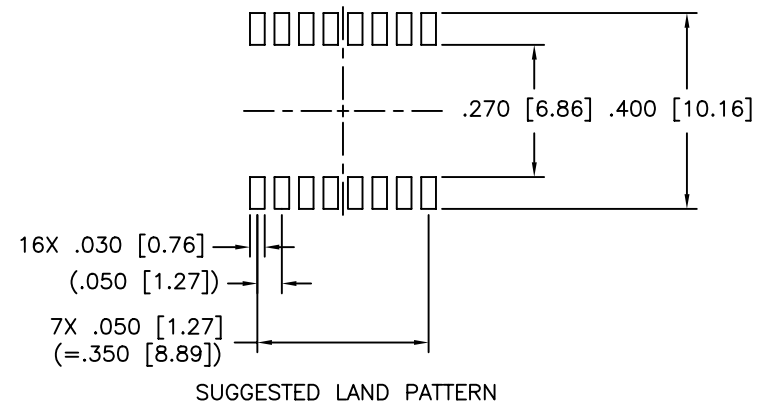 .270 [6.86] .400 [10.16]
16X .030 [0.76]
(.050 [1.27])
7X .050 [1.27]
(=.350 [8.89])
SUGGESTED LAND PATTERN